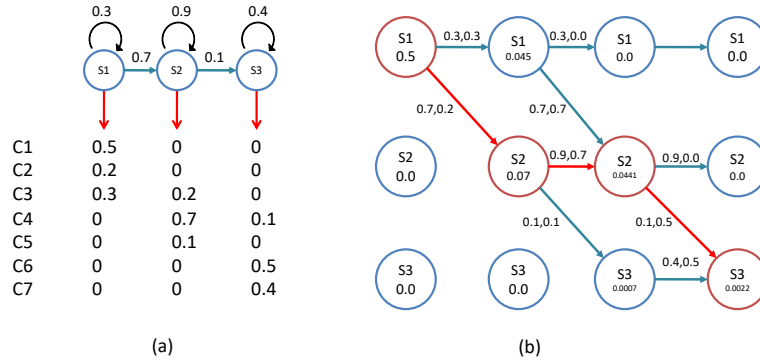 0.3 0.9 0.4
S1 0.7 S2 0.1 S3
C1 0.5 0 0
C2 0.2 0 0
C3 0.3 0.2 0
C4 0 0.7 0.1
C5 0 0.1 0
C6 0 0 0.5
C7 0 0 0.4
(a)
S1 0.3,0.3 S1 0.3,0.0 S1 S1
0.5 0.045 0.0 0.0
0.7,0.2 0.7,0.7
S2 S2 0.9,0.7 S2 0.9,0.0 S2
0.0 0.07 0.0441 0.0
0.1,0.1 0.1,0.5
S3 S3 S3 0.4,0.5 S3
0.0 0.0 0.0007 0.0022
(b)